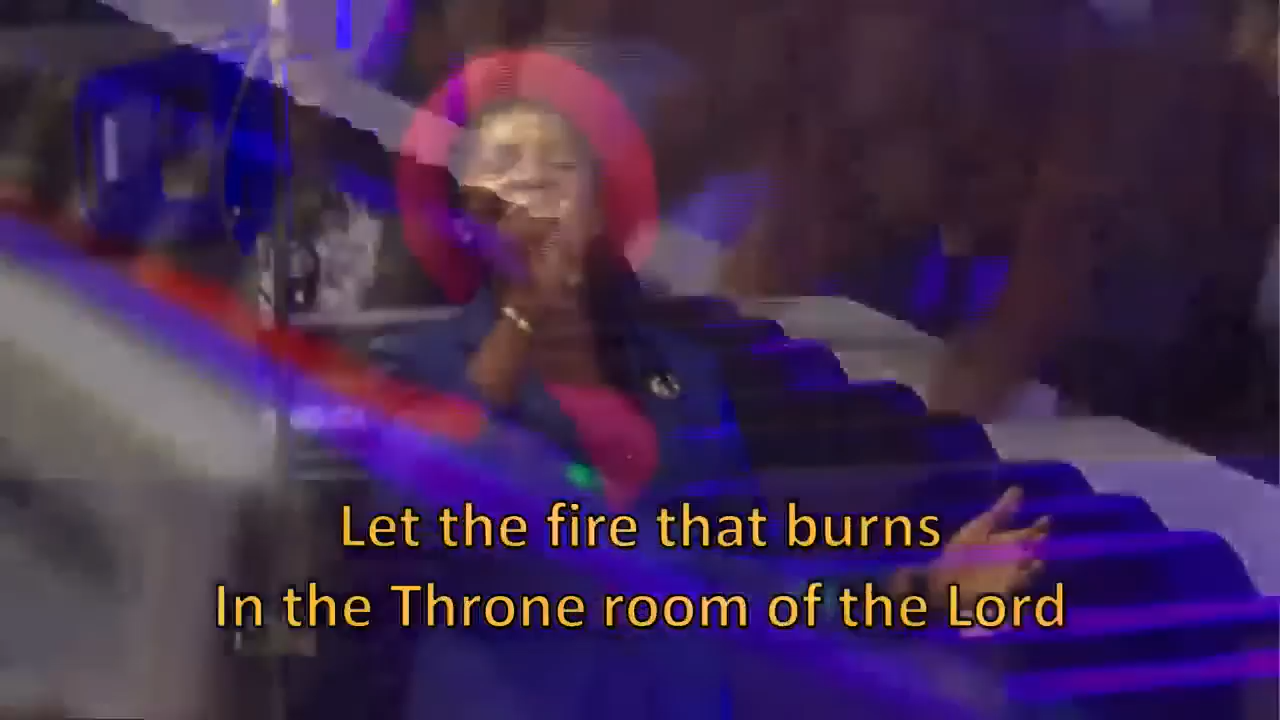 Let the fire that burns
In the Throne room of the Lord